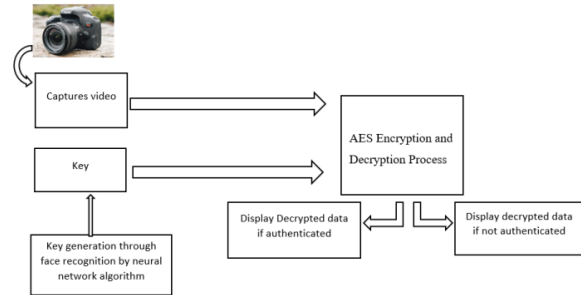 Captures video
AES Encryption and
Decryption Process
Key
Display Decrypted data
if authenticated
Display decrypted data
if not authenticated
Key generation through
face recognition by neural
network algorithm